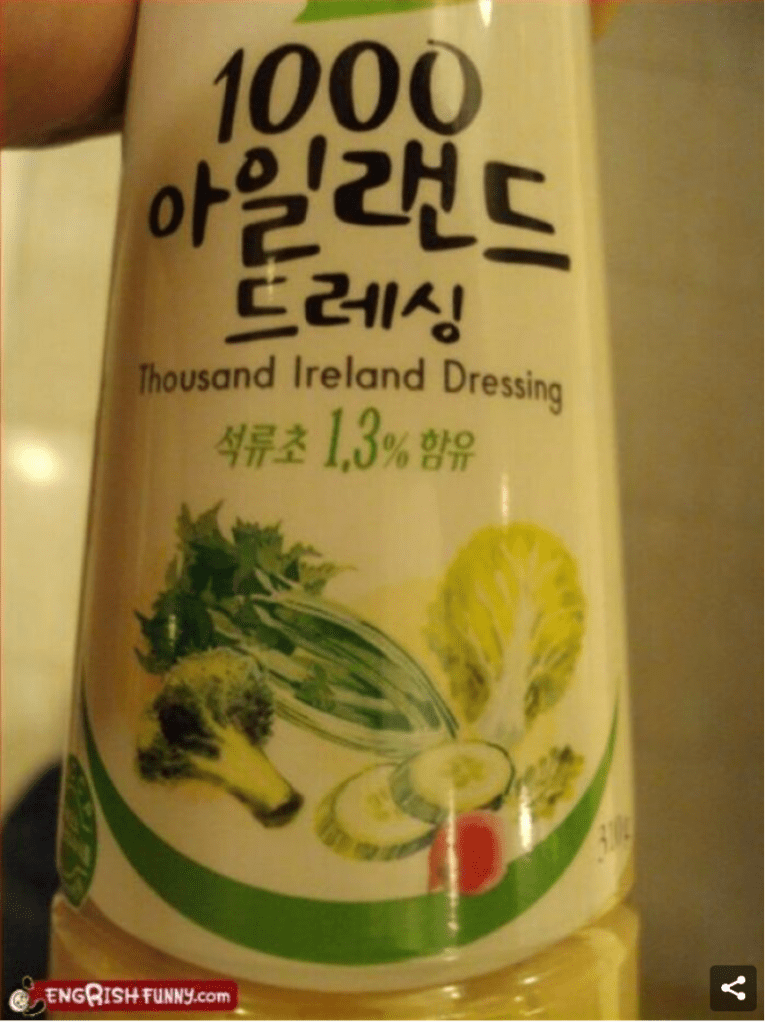 1000
아일랜드
드레싱
Thousand Ireland Dressing
석류초 1,3% 함유
ENGRISH FUNNY.com